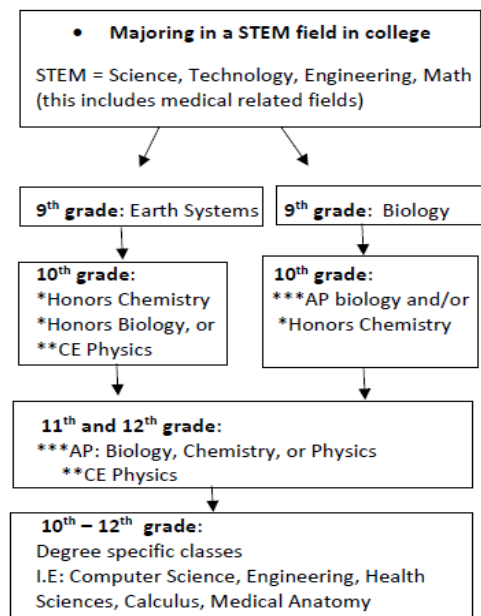 • Majoring in a STEM field in college
STEM = Science, Technology, Engineering, Math
(this includes medical related fields)
9th grade: Earth Systems
9th grade: Biology
10th grade:
*Honors Chemistry
*Honors Biology, or
**CE Physics
10th grade:
***AP biology and/or
*Honors Chemistry
11th and 12th grade:
***AP: Biology, Chemistry, or Physics
**CE Physics
10th – 12th grade:
Degree specific classes
I.E: Computer Science, Engineering, Health
Sciences, Calculus, Medical Anatomy